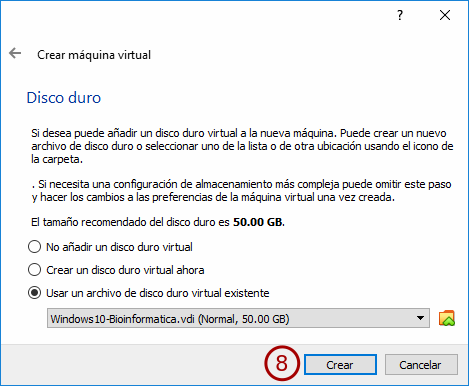 ?
Crear máquina virtual
Disco duro
Si desea puede añadir un disco duro virtual a la nueva máquina. Puede crear un nuevo
archivo de disco duro o seleccionar uno de la lista o de otra ubicación usando el icono de
la carpeta.
. Si necesita una configuración de almacenamiento más compleja puede omitir este paso
y hacer los cambios a las preferencias de la máquina virtual una vez creada.
El tamaño recomendado del disco duro es 50.00 GB.
No añadir un disco duro virtual
Crear un disco duro virtual ahora
Usar un archivo de disco duro virtual existente
Windows10-Bioinformatica.vdi (Normal, 50.00 GB)
8 Crear Cancelar